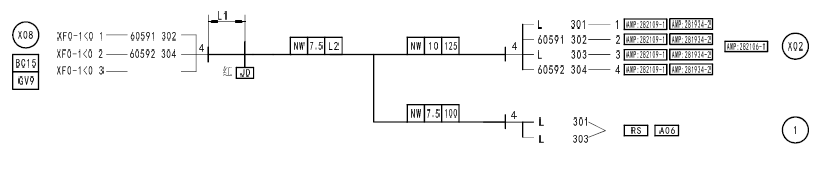 L1
X08
XF0-1<0 1 60591 302
XF0-1<0 2 60592 304
XF0-1<0 3
BG15
GV9
4
红 JD
NW 7.5 L2
NW 10 125
4
L 301 1 AMP:282109-1 AMP:281934-2
60591 302 2 AMP:282109-1 AMP:281934-2
L 303 3 AMP:282109-1 AMP:281934-2
60592 304 4 AMP:282109-1 AMP:281934-2
AMP:282106-1
X02
NW 7.5 100
4
L 301
L 303
RS A06
1